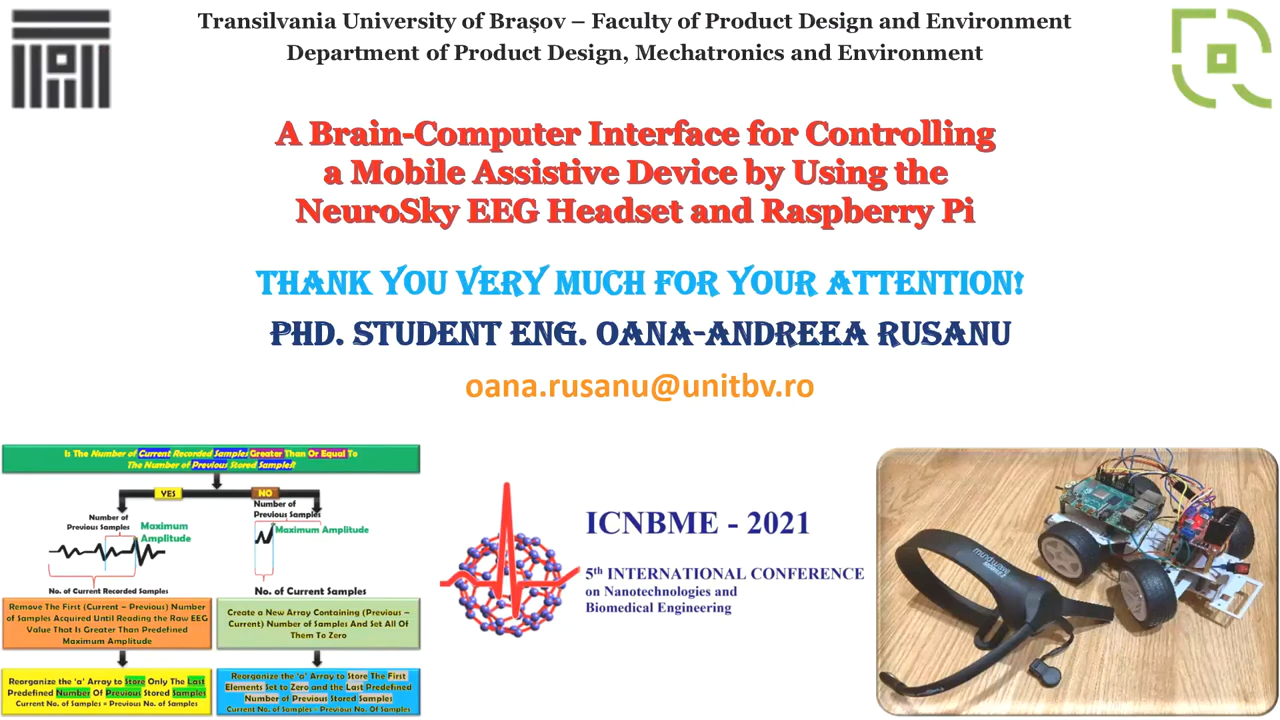 Transilvania University of Brașov – Faculty of Product Design and Environment
Department of Product Design, Mechatronics and Environment
A Brain-Computer Interface for Controlling
a Mobile Assistive Device by Using the
NeuroSky EEG Headset and Raspberry Pi
THANK YOU VERY MUCH FOR YOUR ATTENTION!
PHD. STUDENT ENG. OANA-ANDREEA RUSANU
oana.rusanu@unitbv.ro
Is The Number of Current Recorded Samples Greater Than Or Equal To
The Number of Previous Stored Samples?
YES
NO
Number of
Previous Samples
Maximum
Amplitude
No. of Current Recorded Samples
Number of
Previous Samples
Maximum Amplitude
No. of Current Samples
Remove The First (Current – Previous) Number
of Samples Acquired Until Reading the Raw EEG
Value That Is Greater Than Predefined
Maximum Amplitude
Create a New Array Containing (Previous –
Current) Number of Samples And Set All Of
Them To Zero
Reorganize the 'a' Array to Store Only The Last
Predefined Number Of Previous Stored Samples
Current No. of Samples = Previous No. of Samples
Reorganize the 'a' Array to Store The First
Elements Set to Zero and the Last Predefined
Number of Previous Stored Samples
Current No. of Samples = Previous No. Of Samples
ICNBME - 2021
5th INTERNATIONAL CONFERENCE
on Nanotechnologies and
Biomedical Engineering
mindwave